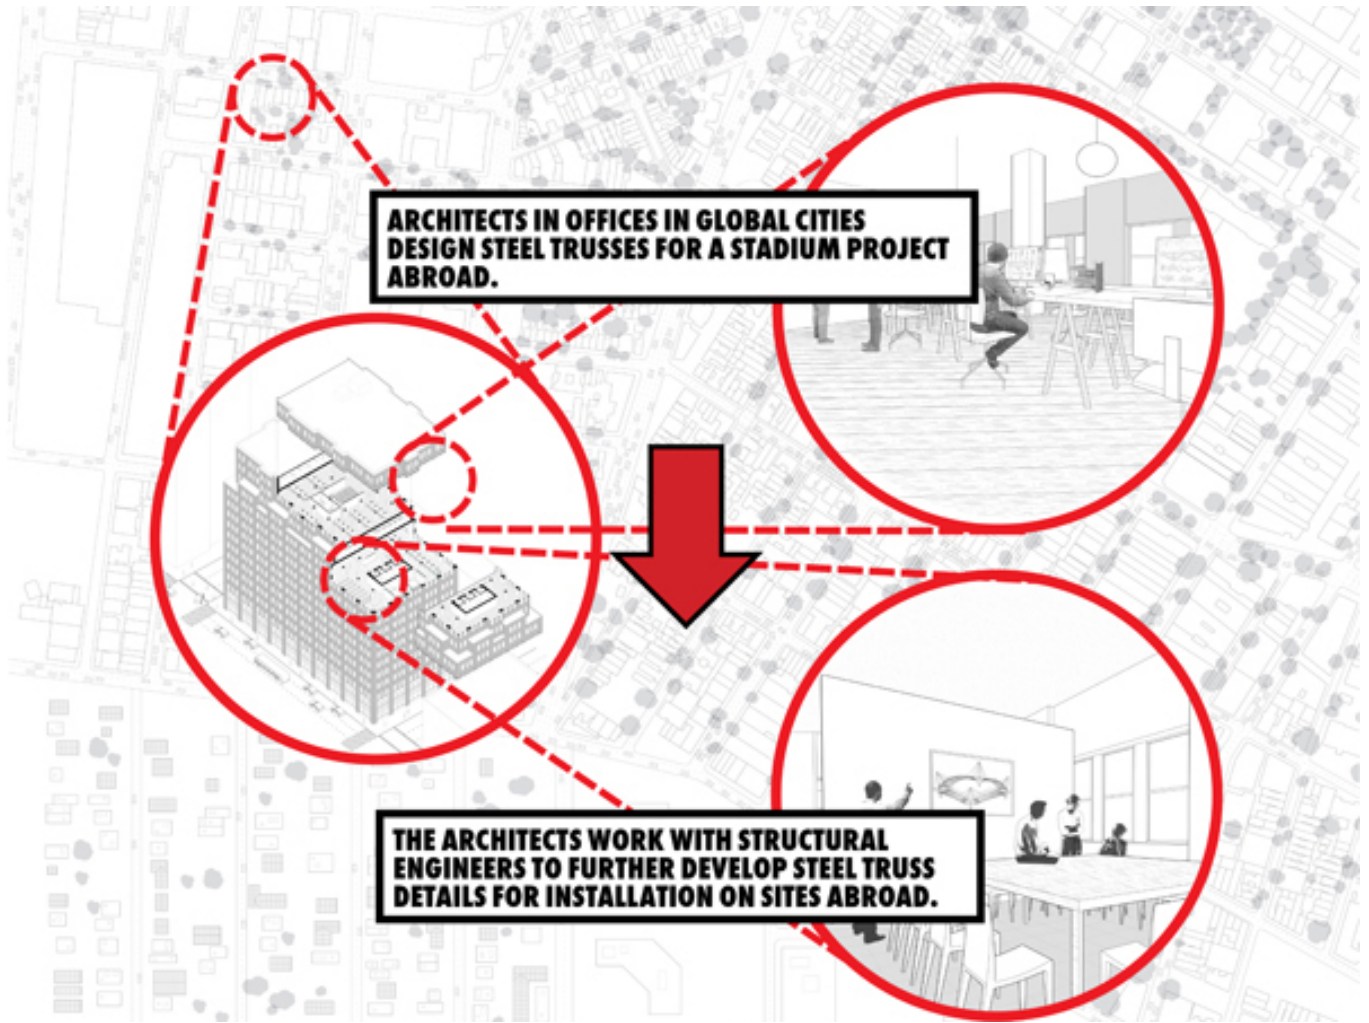 ARCHITECTS IN OFFICES IN GLOBAL CITIES
DESIGN STEEL TRUSSES FOR A STADIUM PROJECT
ABROAD.
THE ARCHITECTS WORK WITH STRUCTURAL
ENGINEERS TO FURTHER DEVELOP STEEL TRUSS
DETAILS FOR INSTALLATION ON SITES ABROAD.